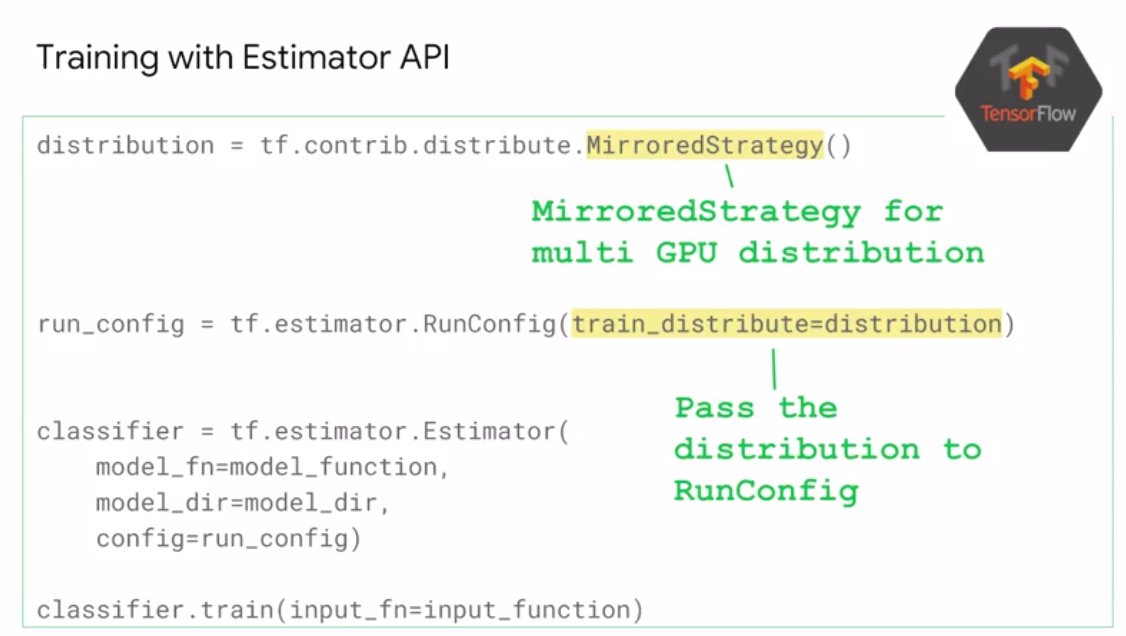 Training with Estimator API
TensorFlow
distribution = tf.contrib.distribute.MirroredStrategy()
MirroredStrategy for
multi GPU distribution
run_config = tf.estimator.RunConfig(train_distribute=distribution)
Pass the
distribution to
RunConfig
classifier = tf.estimator.Estimator(
    model_fn=model_function,
    model_dir=model_dir,
    config=run_config)
classifier.train(input_fn=input_function)